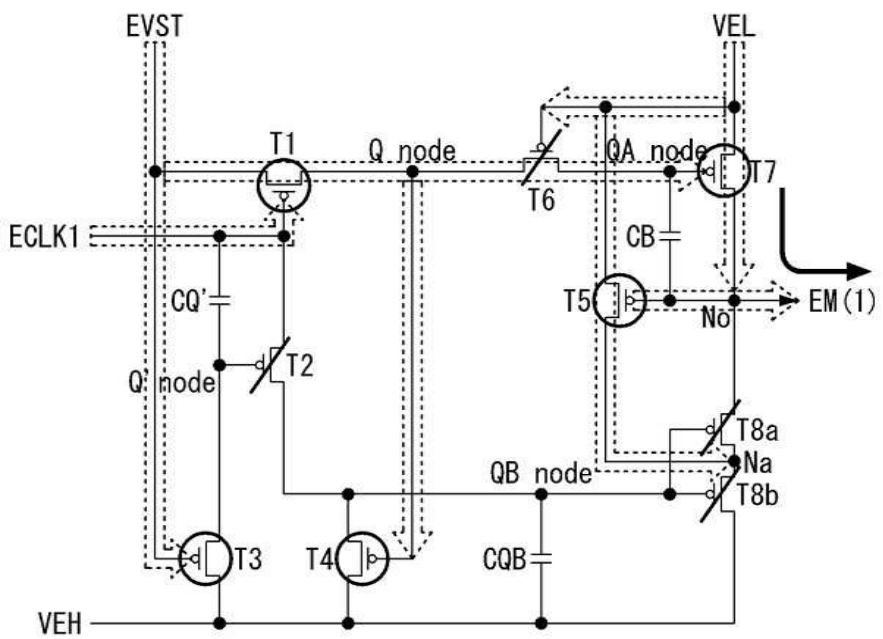 EVST
VEL
T1
Q node
QA node
T7
T6
ECLK1
CB
CQ'
T5
No
EM(1)
T2
Q' node
T8a
Na
QB node
T8b
T3
T4
CQB
VEH